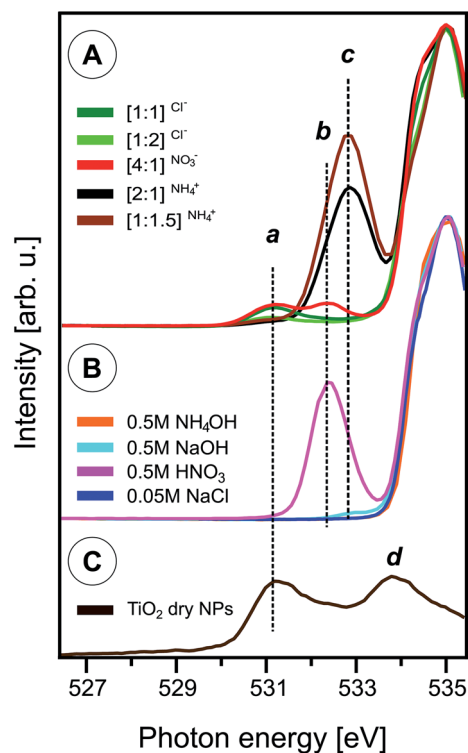 A
c
[1:1] Cl⁻
[1:2] Cl⁻
b
[4:1] NO₃⁻
[2:1] NH₄⁺
[1:1.5] NH₄⁺
a
Intensity [arb. u.]
B
0.5M NH₄OH
0.5M NaOH
0.5M HNO₃
0.05M NaCl
C
d
TiO₂ dry NPs
527 529 531 533 535
Photon energy [eV]